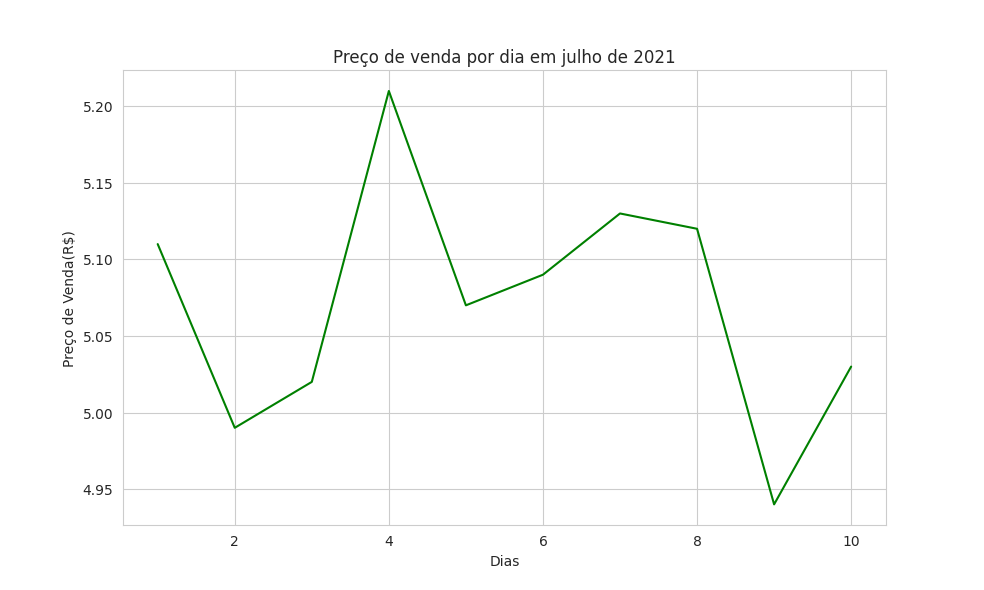 Preço de venda por dia em julho de 2021
Preço de Venda(R$)
5.20
5.15
5.10
5.05
5.00
4.95
2 4 6 8 10
Dias